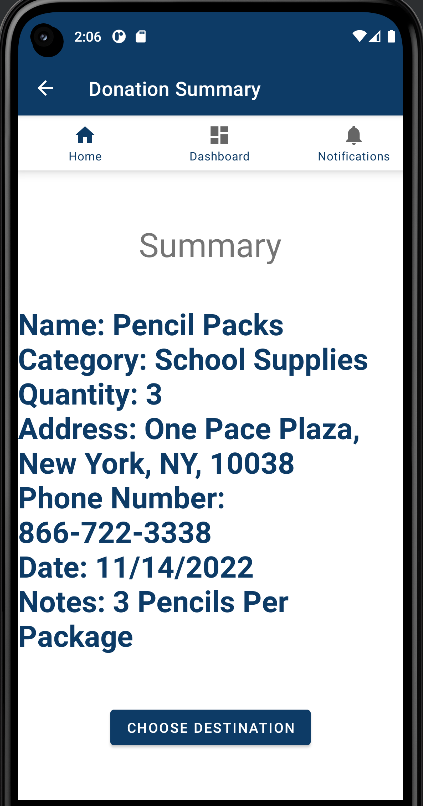 2:06
Donation Summary
Home
Dashboard
Notifications
Summary
Name: Pencil Packs
Category: School Supplies
Quantity: 3
Address: One Pace Plaza,
New York, NY, 10038
Phone Number:
866-722-3338
Date: 11/14/2022
Notes: 3 Pencils Per
Package
CHOOSE DESTINATION